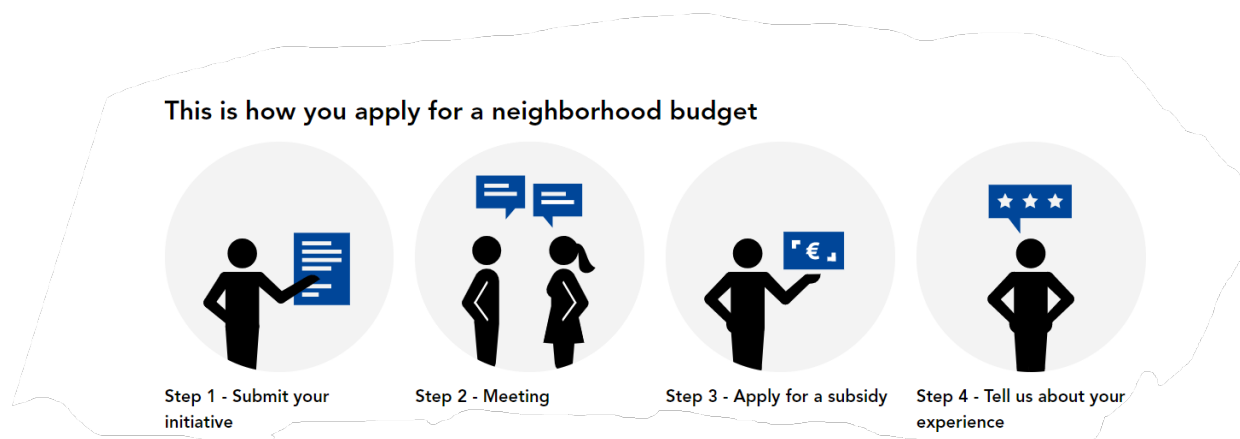 This is how you apply for a neighborhood budget
€
Step 1 - Submit your
initiative
Step 2 - Meeting
Step 3 - Apply for a subsidy
Step 4 - Tell us about your
experience